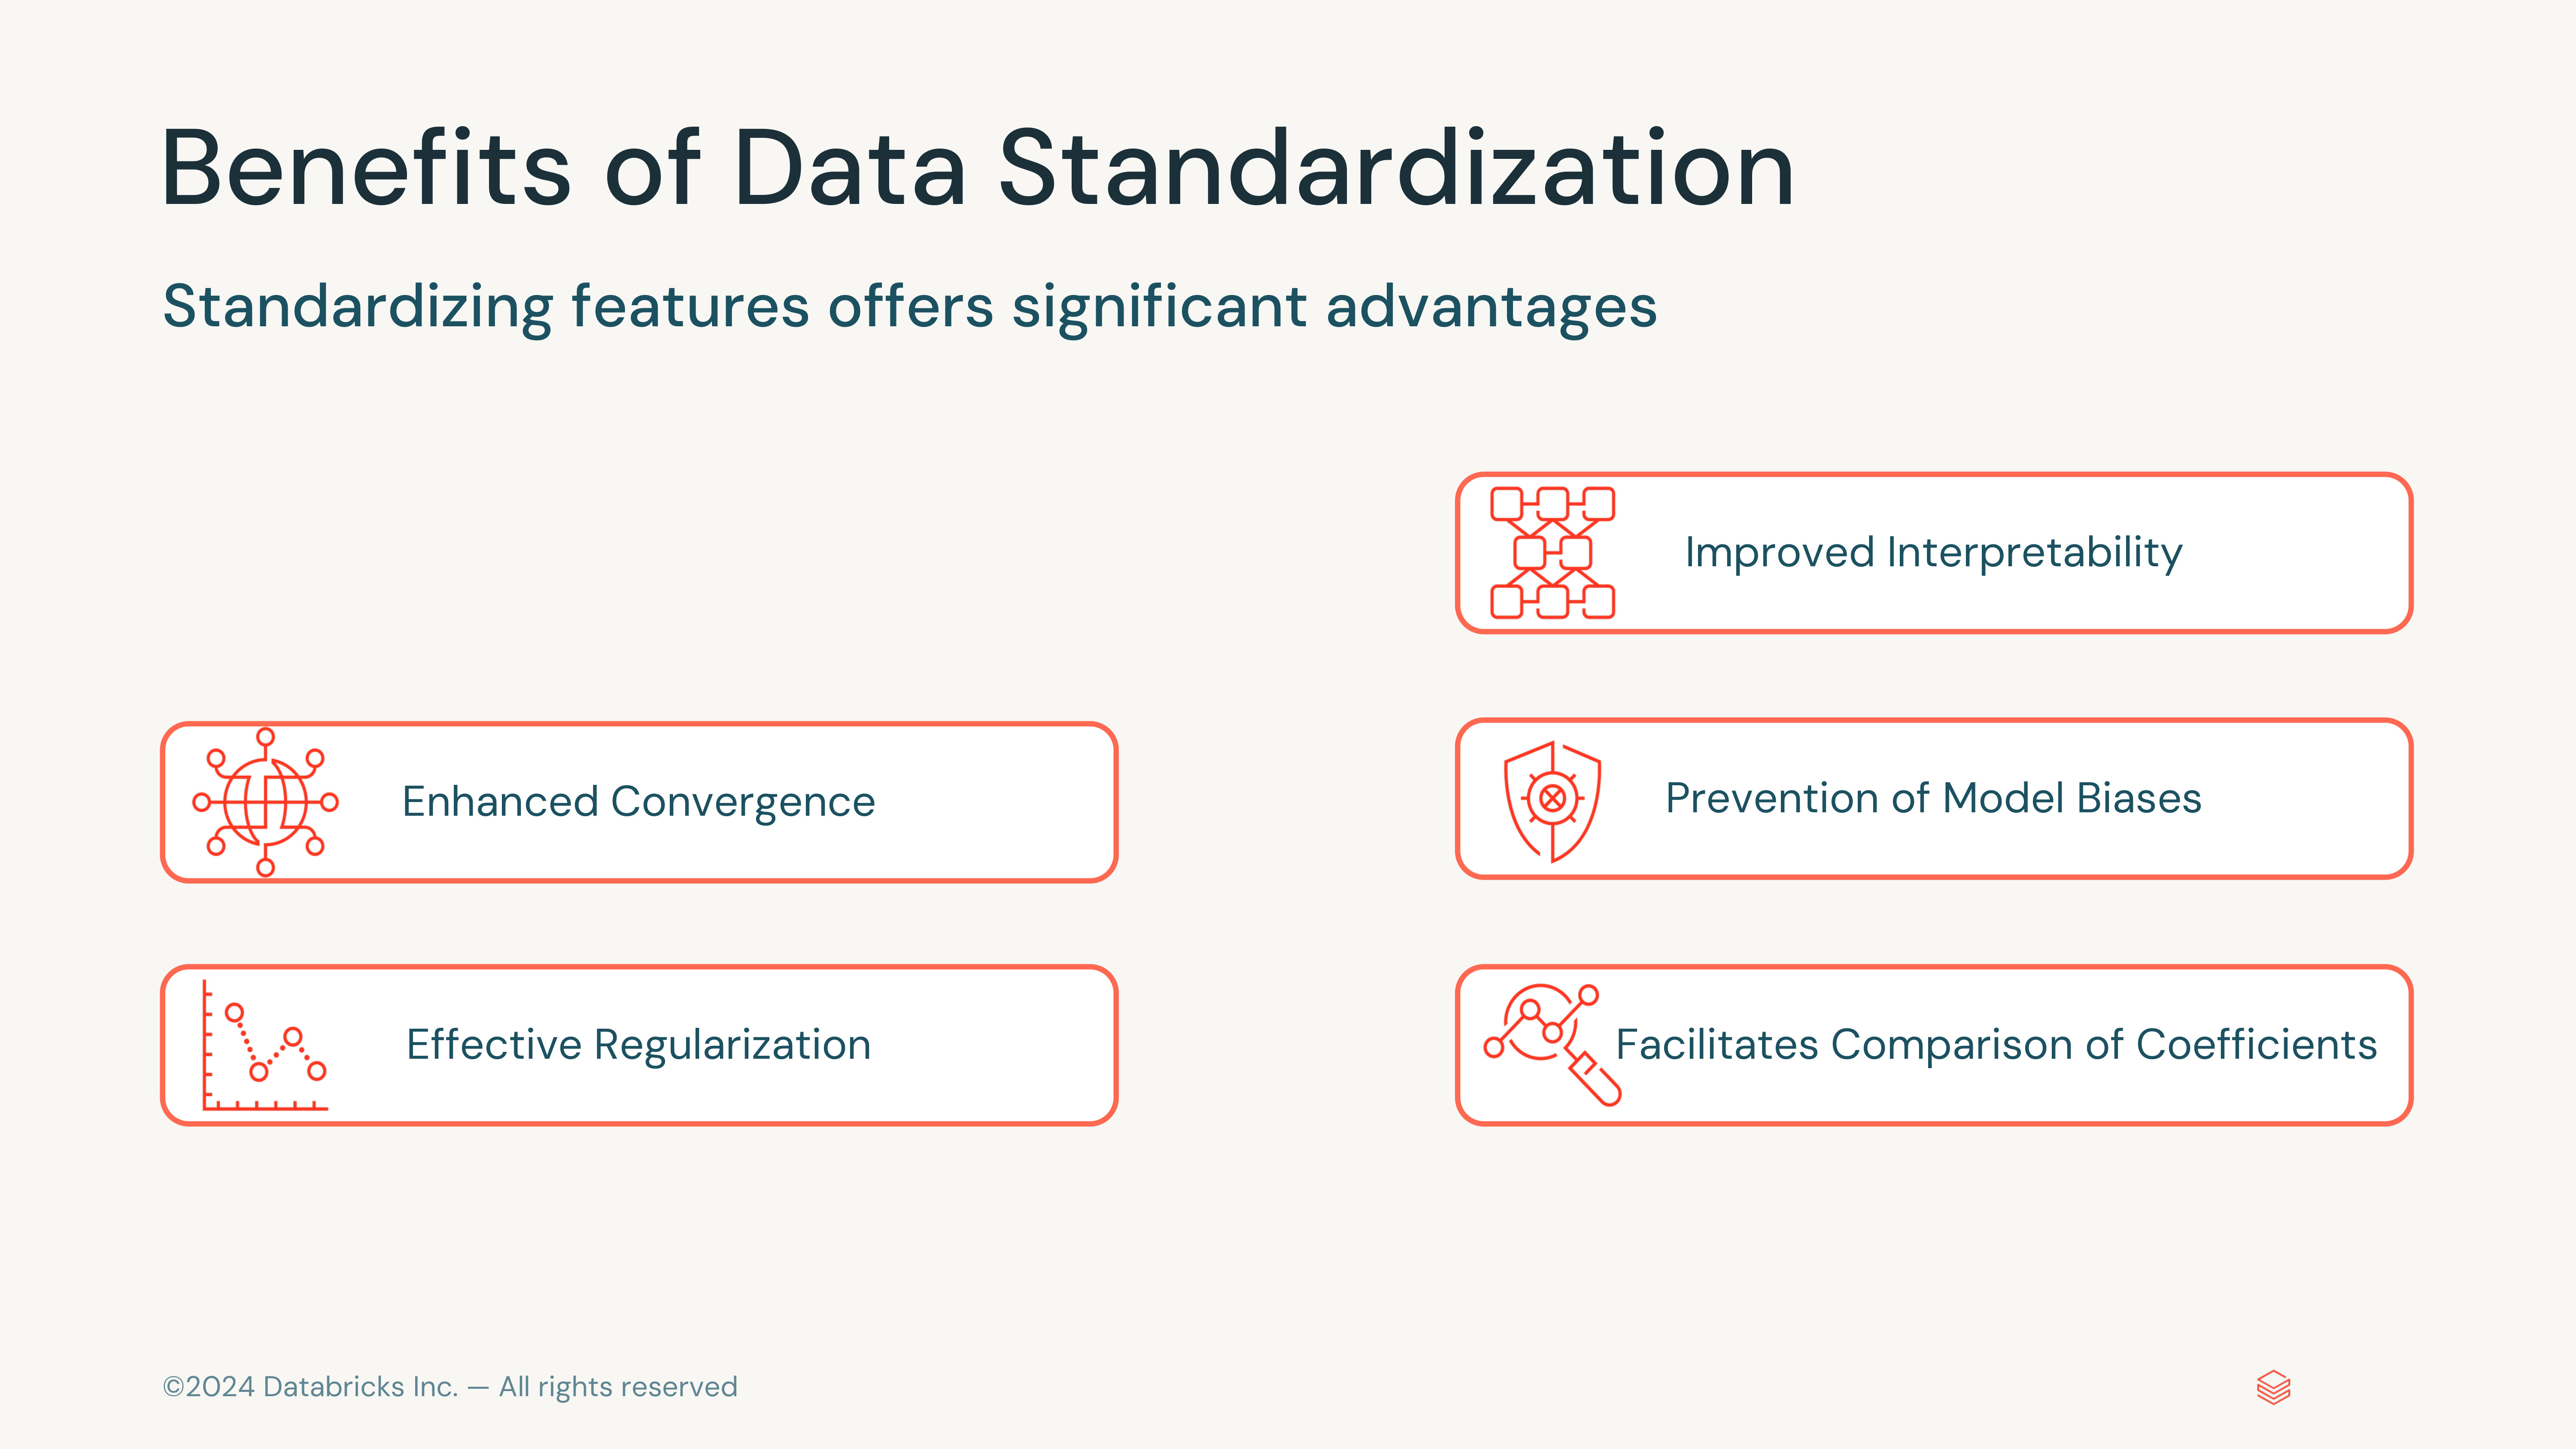 Benefits of Data Standardization
Standardizing features offers significant advantages
Improved Interpretability
Enhanced Convergence
Prevention of Model Biases
Effective Regularization
Facilitates Comparison of Coefficients
©2024 Databricks Inc. — All rights reserved